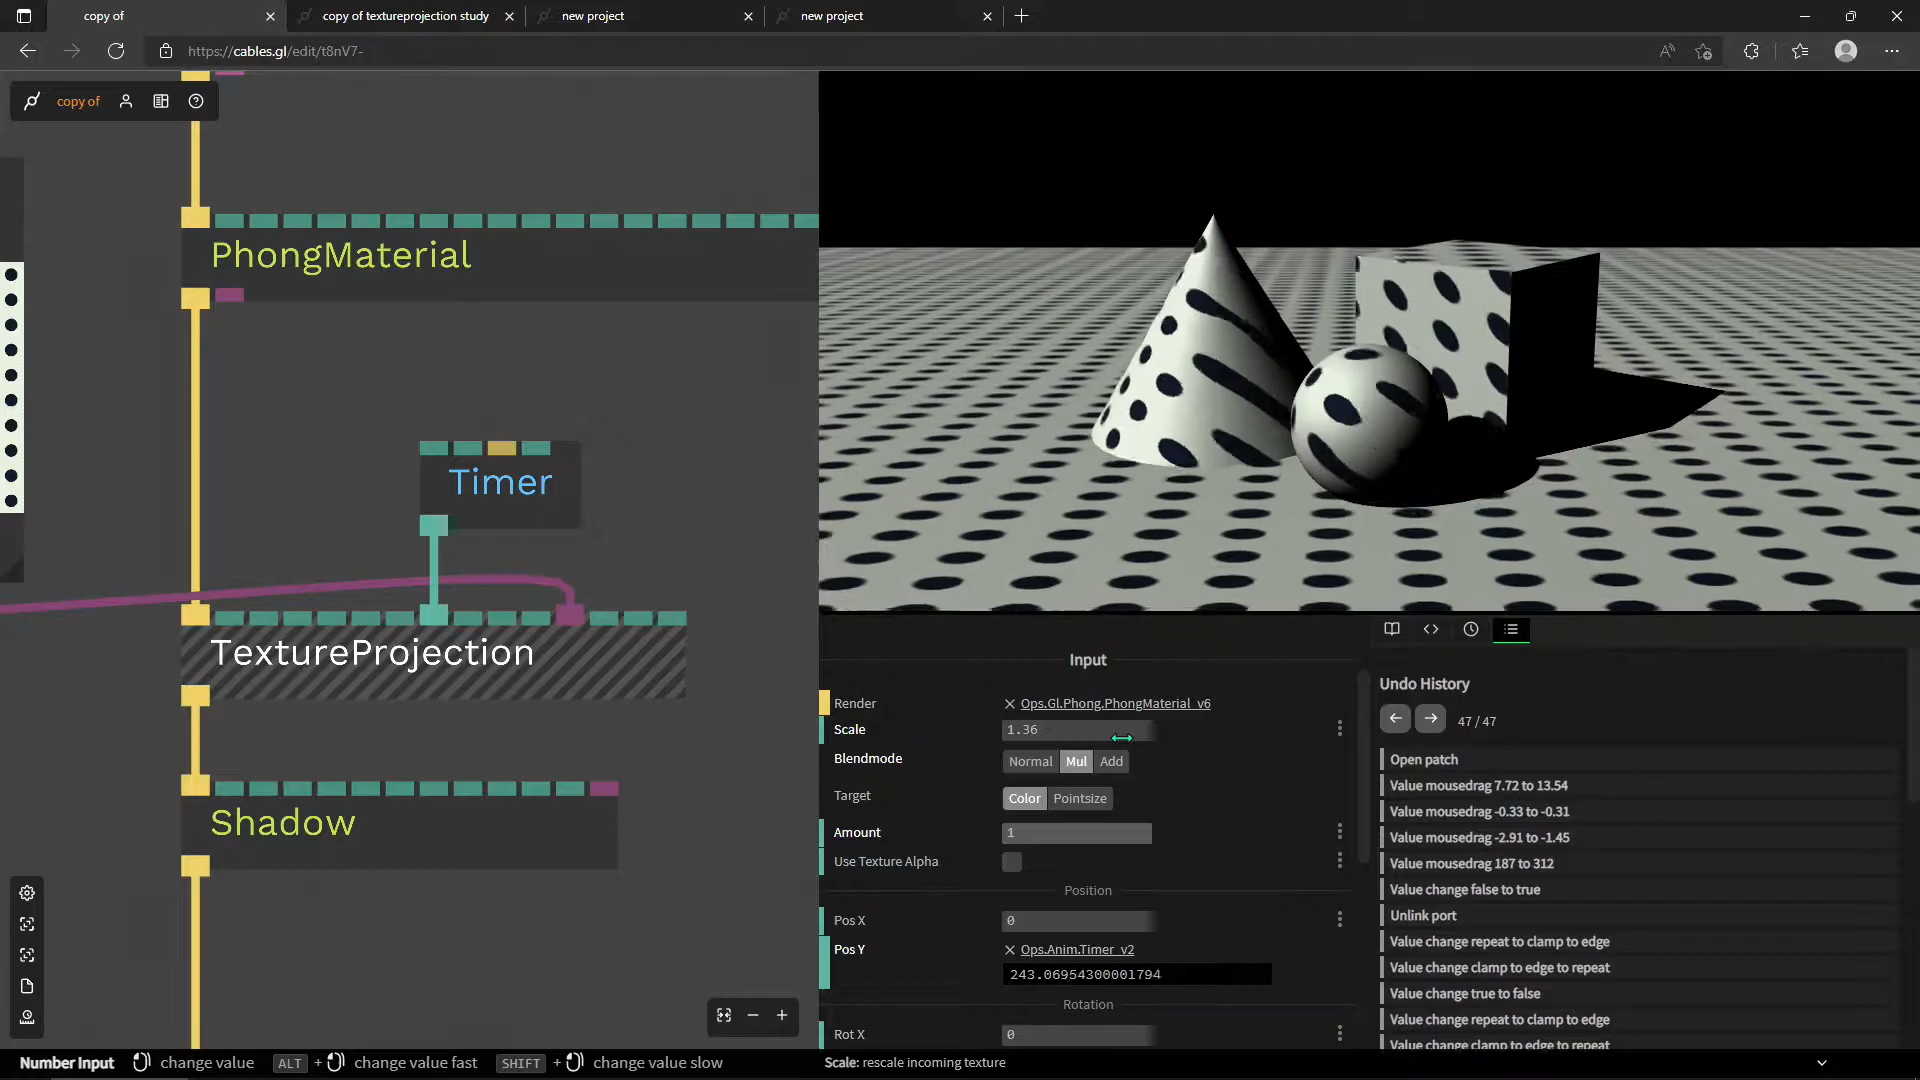 copy of
copy of textureprojection study
new project
new project
https://cables.gl/edit/t8nV7-
copy of
PhongMaterial
Timer
TextureProjection
Shadow
Input
Render
Ops.Gl.Phong.PhongMaterial_v6
Scale
1.36
Blendmode
Normal Mul Add
Target
Color Pointsize
Amount
1
Use Texture Alpha
Position
Pos X
0
Pos Y
Ops.Anim.Timer_v2
243.06954300001794
Rotation
Rot X
0
Undo History
47 / 47
Open patch
Value mousedrag 7.72 to 13.54
Value mousedrag -0.33 to -0.31
Value mousedrag -2.91 to -1.45
Value mousedrag 187 to 312
Value change false to true
Unlink port
Value change repeat to clamp to edge
Value change clamp to edge to repeat
Value change true to false
Value change repeat to clamp to edge
Value change clamp to edge to repeat
Number Input change value ALT + change value fast SHIFT + change value slow
Scale: rescale incoming texture